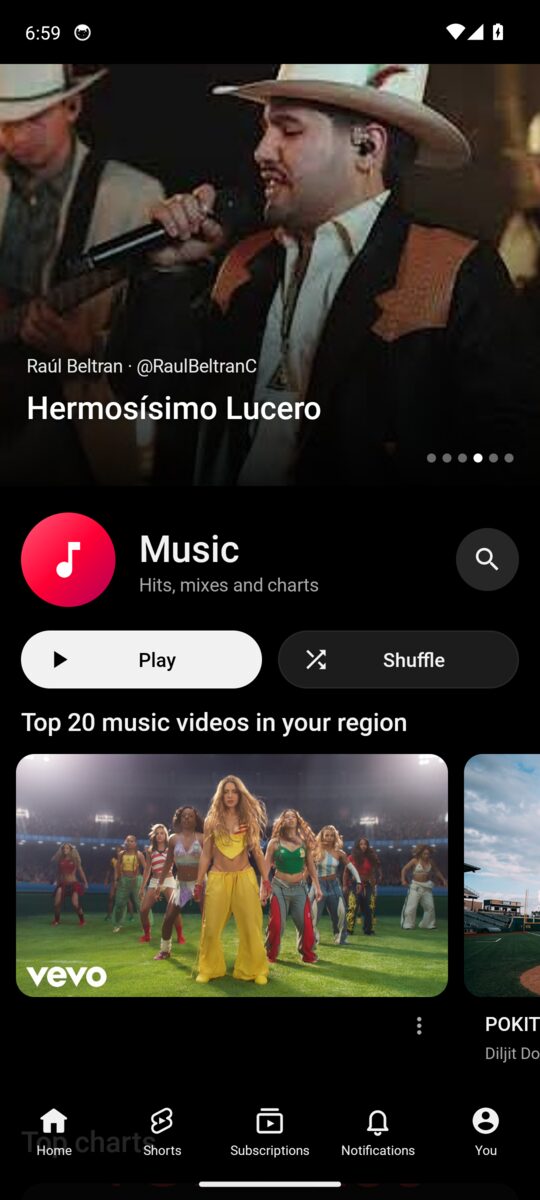 6:59
Raúl Beltran · @RaulBeltranC
Hermosísimo Lucero
Music
Hits, mixes and charts
Play
Shuffle
Top 20 music videos in your region
vevo
POKIT
Diljit Do
Top charts
Home
Shorts
Subscriptions
Notifications
You